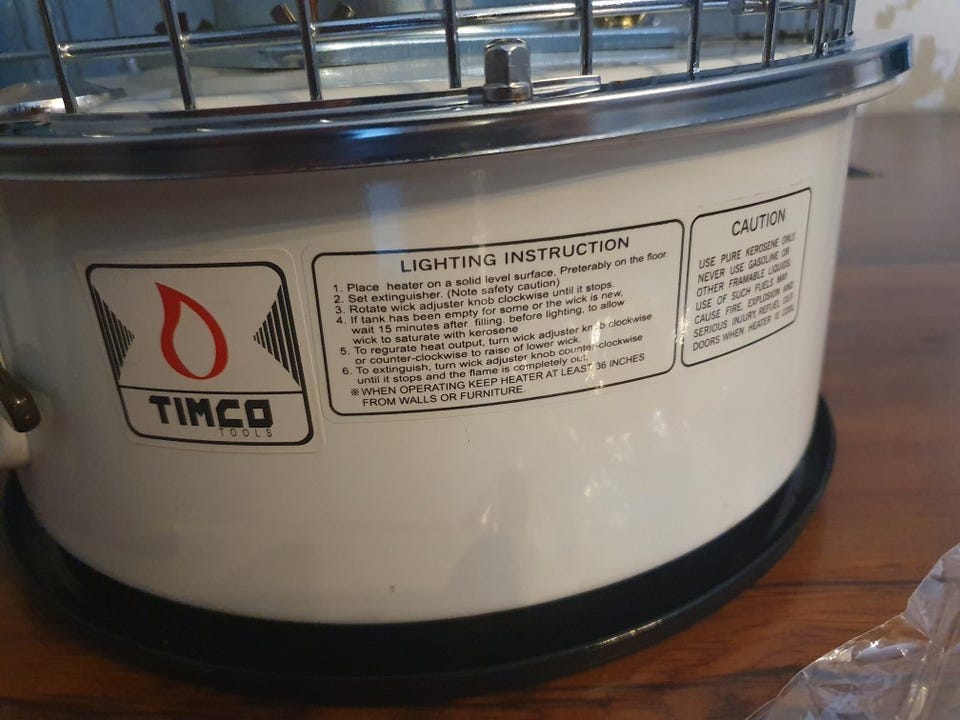 TIMCO
TOOLS
LIGHTING INSTRUCTION
1. Place heater on a solid level surface, Preterably on the floor.
2. Set extinguisher. (Note safety caution)
3. Rotate wick adjuster knob clockwise until it stops.
4. If tank has been empty for some of the wick is new,
wait 15 minutes after filling, before lighting, to allow
wick to saturate with kerosene
5. To regurate heat output, turn wick adjuster knob clockwise
or counter-clockwise to raise of lower wick.
6. To extinguish, turn wick adjuster knob counter-clockwise
until it stops and the flame is completely out.
※WHEN OPERATING KEEP HEATER AT LEAST 36 INCHES
FROM WALLS OR FURNITURE.
CAUTION
USE PURE KEROSENE ONLY.
NEVER USE GASOLINE OR
OTHER FRAMABLE LIQUIDS.
USE OF SUCH FUELS MAY
CAUSE FIRE, EXPLOSION AND
SERIOUS INJURY, REFUEL OUT
DOORS WHEN HEATER IS COOL